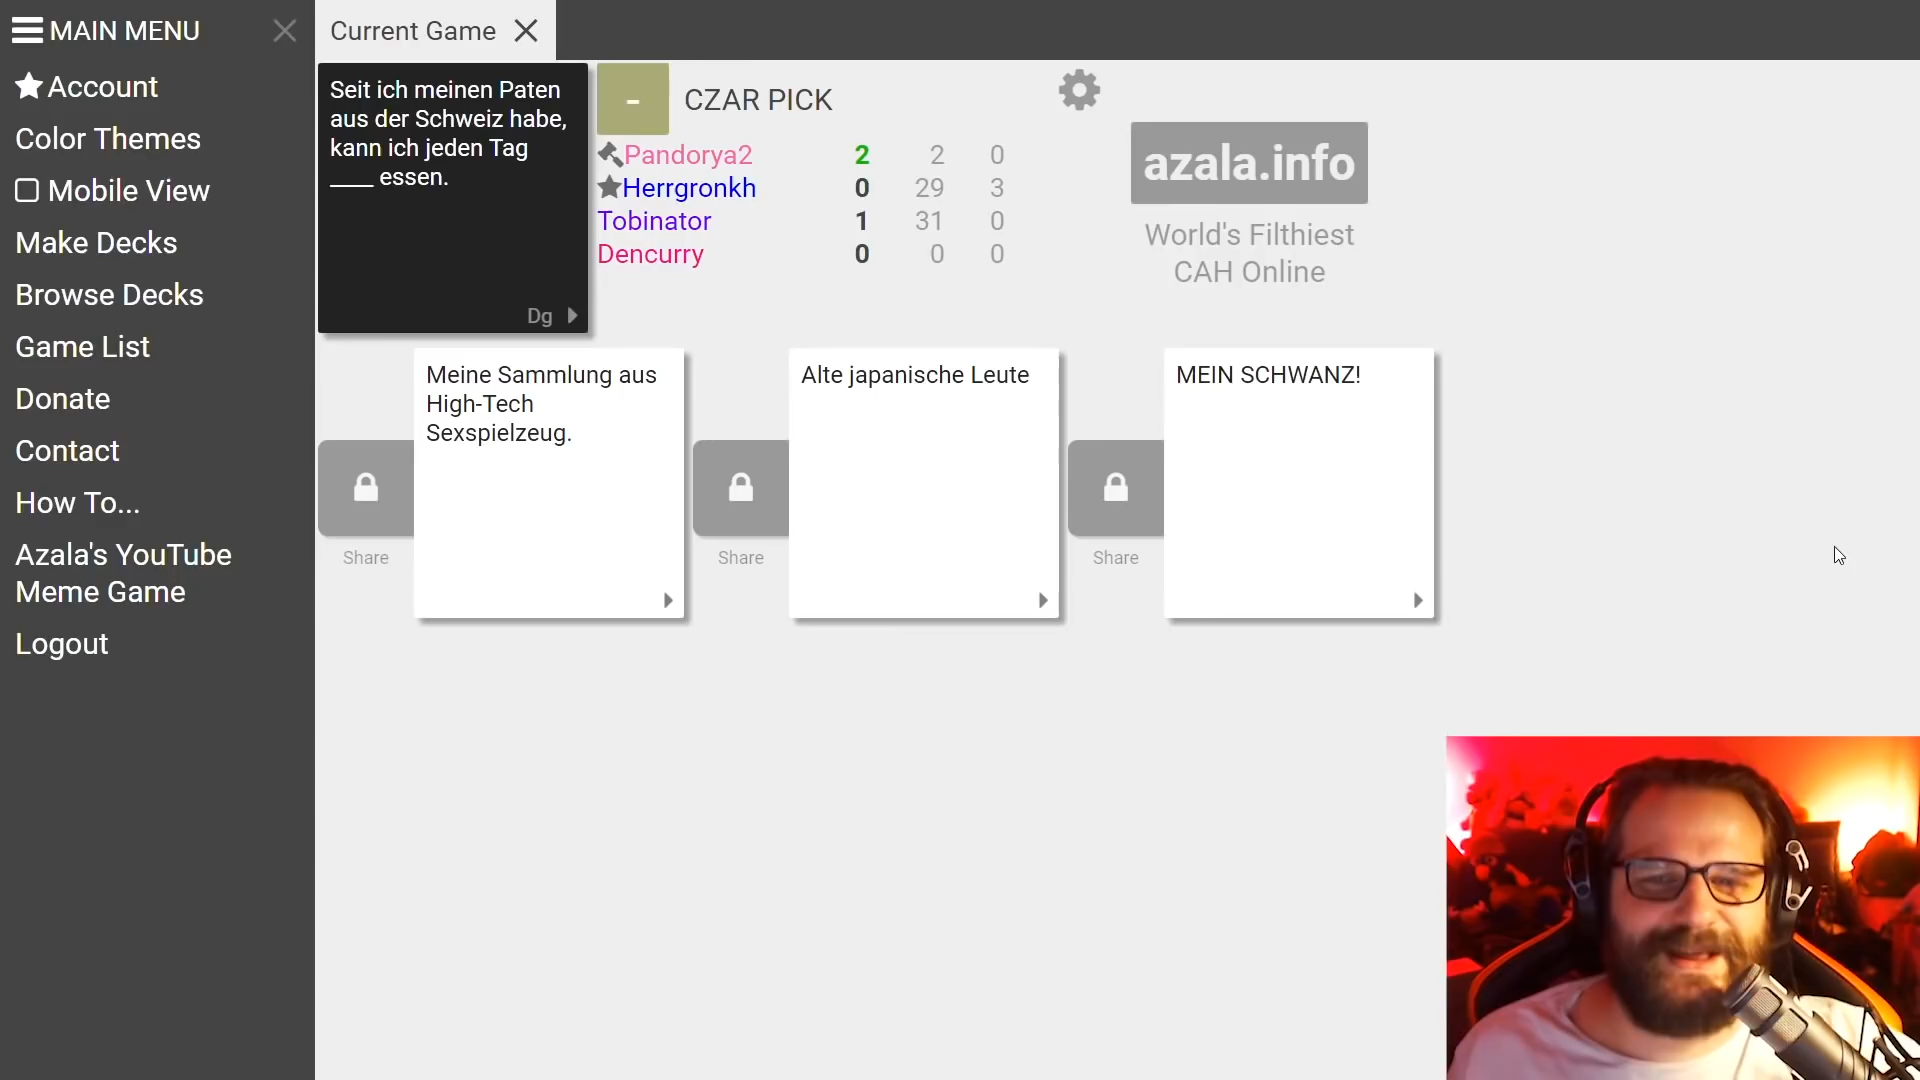 MAIN MENU
Account
Color Themes
Mobile View
Make Decks
Browse Decks
Game List
Donate
Contact
How To...
Azala's YouTube
Meme Game
Logout
Current Game
Seit ich meinen Paten
aus der Schweiz habe,
kann ich jeden Tag
____ essen.
Dg
-
CZAR PICK
Pandorya2 2 2 0
Herrgronkh 0 29 3
Tobinator 1 31 0
Dencurry 0 0 0
azala.info
World's Filthiest
CAH Online
Share
Meine Sammlung aus
High-Tech
Sexspielzeug.
Share
Alte japanische Leute
Share
MEIN SCHWANZ!